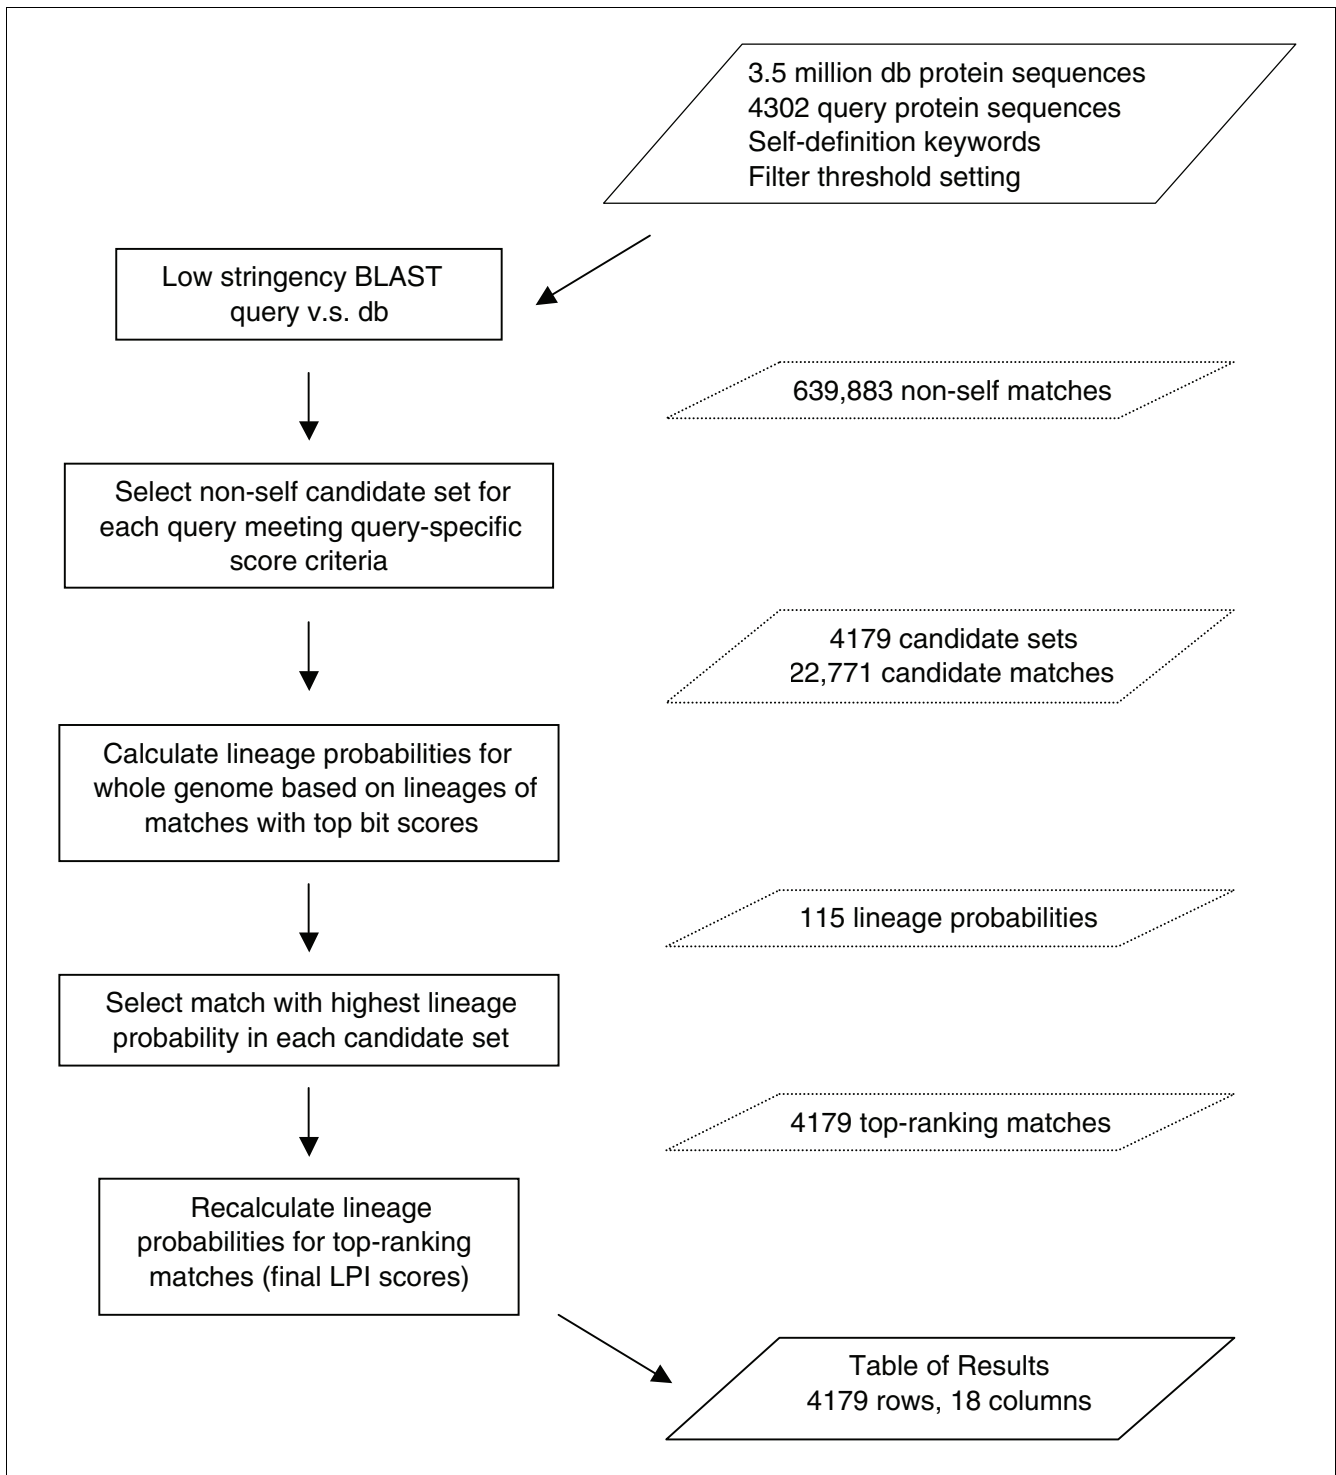 3.5 million db protein sequences
4302 query protein sequences
Self-definition keywords
Filter threshold setting
Low stringency BLAST
query v.s. db
639,883 non-self matches
Select non-self candidate set for
each query meeting query-specific
score criteria
4179 candidate sets
22,771 candidate matches
Calculate lineage probabilities for
whole genome based on lineages of
matches with top bit scores
115 lineage probabilities
Select match with highest lineage
probability in each candidate set
4179 top-ranking matches
Recalculate lineage
probabilities for top-ranking
matches (final LPI scores)
Table of Results
4179 rows, 18 columns